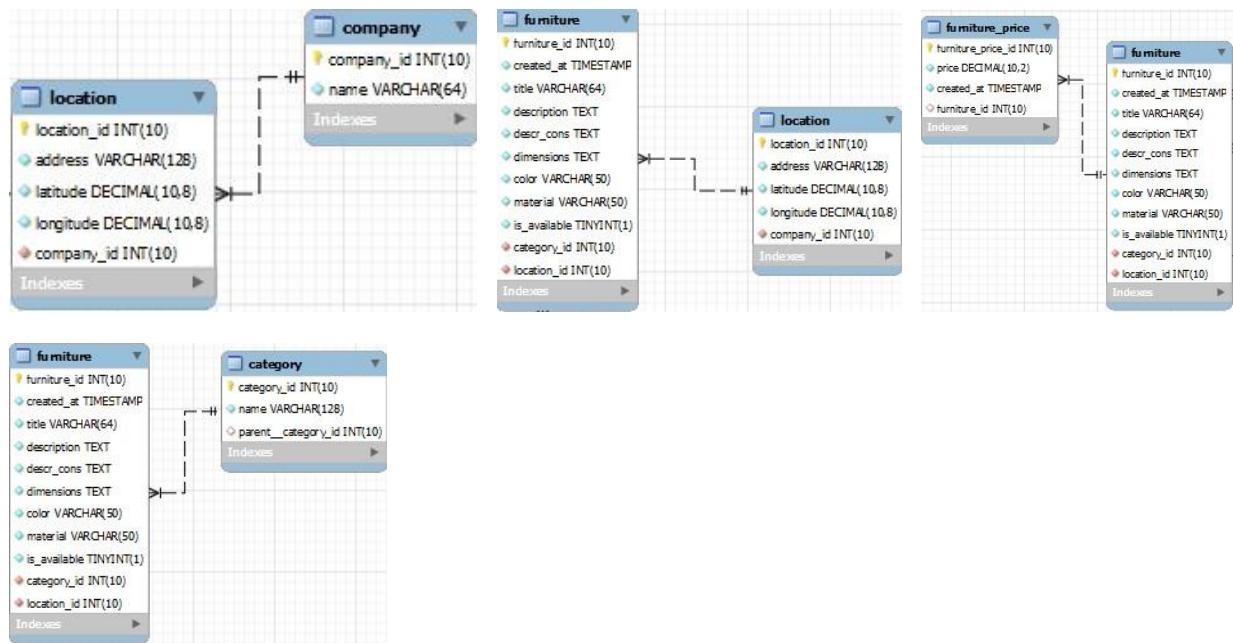 company
company_id INT(10)
name VARCHAR(64)
Indexes
location
location_id INT(10)
address VARCHAR(128)
latitude DECIMAL(10,8)
longitude DECIMAL(10,8)
company_id INT(10)
Indexes
furniture
furniture_id INT(10)
created_at TIMESTAMP
title VARCHAR(64)
description TEXT
descr_cons TEXT
dimensions TEXT
color VARCHAR(50)
material VARCHAR(50)
is_available TINYINT(1)
category_id INT(10)
location_id INT(10)
Indexes
location
location_id INT(10)
address VARCHAR(128)
latitude DECIMAL(10,8)
longitude DECIMAL(10,8)
company_id INT(10)
Indexes
furniture_price
furniture_price_id INT(10)
price DECIMAL(10,2)
created_at TIMESTAMP
furniture_id INT(10)
Indexes
furniture
furniture_id INT(10)
created_at TIMESTAMP
title VARCHAR(64)
description TEXT
descr_cons TEXT
dimensions TEXT
color VARCHAR(50)
material VARCHAR(50)
is_available TINYINT(1)
category_id INT(10)
location_id INT(10)
Indexes
furniture
furniture_id INT(10)
created_at TIMESTAMP
title VARCHAR(64)
description TEXT
descr_cons TEXT
dimensions TEXT
color VARCHAR(50)
material VARCHAR(50)
is_available TINYINT(1)
category_id INT(10)
location_id INT(10)
Indexes
category
category_id INT(10)
name VARCHAR(128)
parent__category_id INT(10)
Indexes